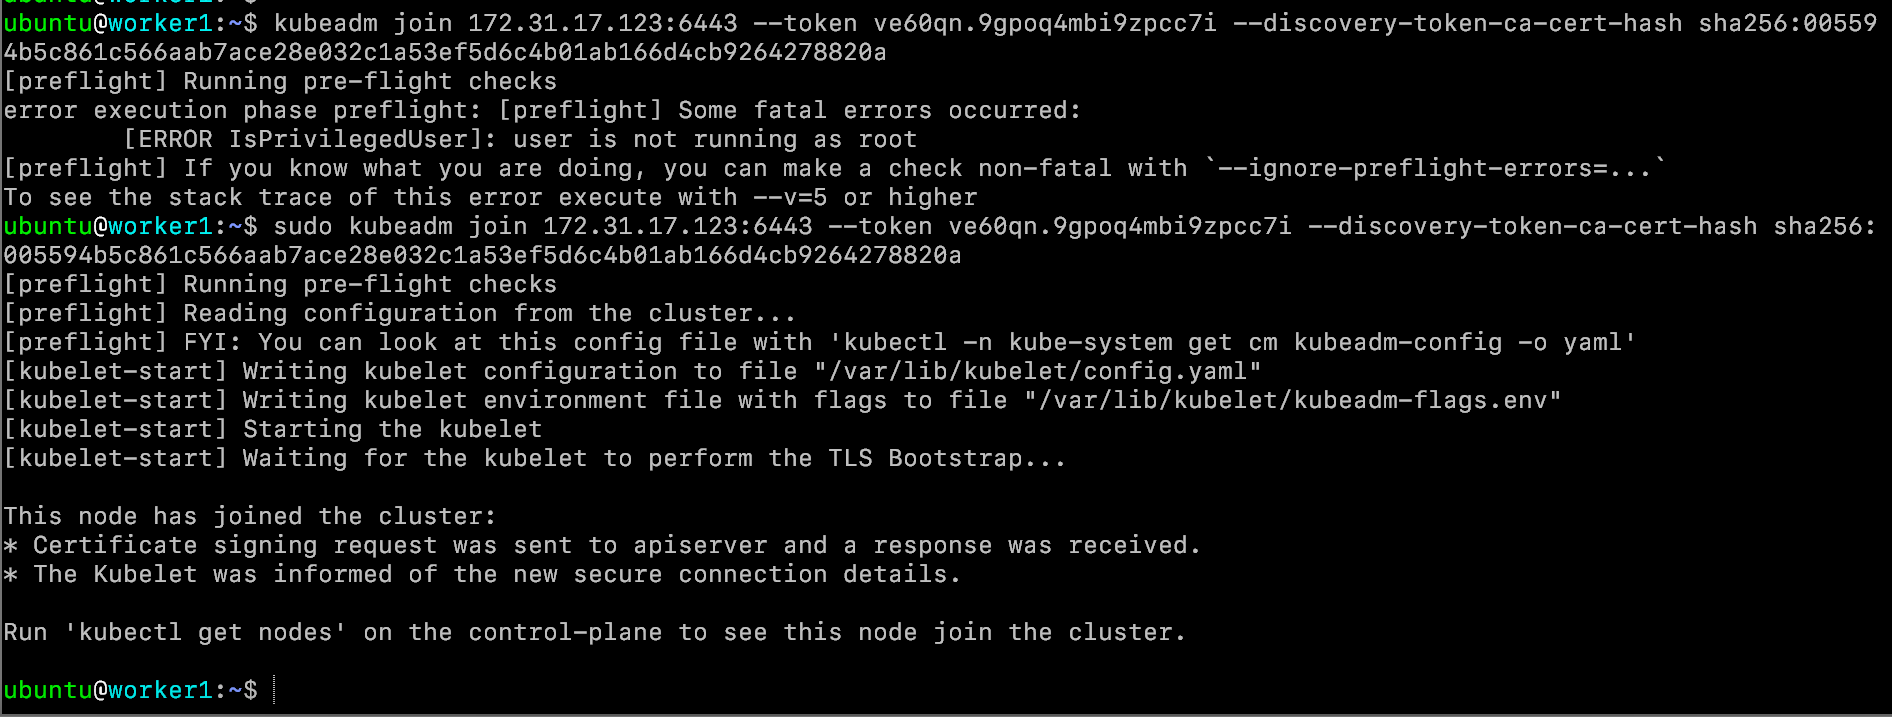 ubuntu@worker1:~$ kubeadm join 172.31.17.123:6443 --token ve60qn.9gpoq4mbi9zpcc7i --discovery-token-ca-cert-hash sha256:00559
4b5c861c566aab7ace28e032c1a53ef5d6c4b01ab166d4cb9264278820a
[preflight] Running pre-flight checks
error execution phase preflight: [preflight] Some fatal errors occurred:
        [ERROR IsPrivilegedUser]: user is not running as root
[preflight] If you know what you are doing, you can make a check non-fatal with `--ignore-preflight-errors=...`
To see the stack trace of this error execute with --v=5 or higher
ubuntu@worker1:~$ sudo kubeadm join 172.31.17.123:6443 --token ve60qn.9gpoq4mbi9zpcc7i --discovery-token-ca-cert-hash sha256:
005594b5c861c566aab7ace28e032c1a53ef5d6c4b01ab166d4cb9264278820a
[preflight] Running pre-flight checks
[preflight] Reading configuration from the cluster...
[preflight] FYI: You can look at this config file with 'kubectl -n kube-system get cm kubeadm-config -o yaml'
[kubelet-start] Writing kubelet configuration to file "/var/lib/kubelet/config.yaml"
[kubelet-start] Writing kubelet environment file with flags to file "/var/lib/kubelet/kubeadm-flags.env"
[kubelet-start] Starting the kubelet
[kubelet-start] Waiting for the kubelet to perform the TLS Bootstrap...

This node has joined the cluster:
* Certificate signing request was sent to apiserver and a response was received.
* The Kubelet was informed of the new secure connection details.

Run 'kubectl get nodes' on the control-plane to see this node join the cluster.

ubuntu@worker1:~$